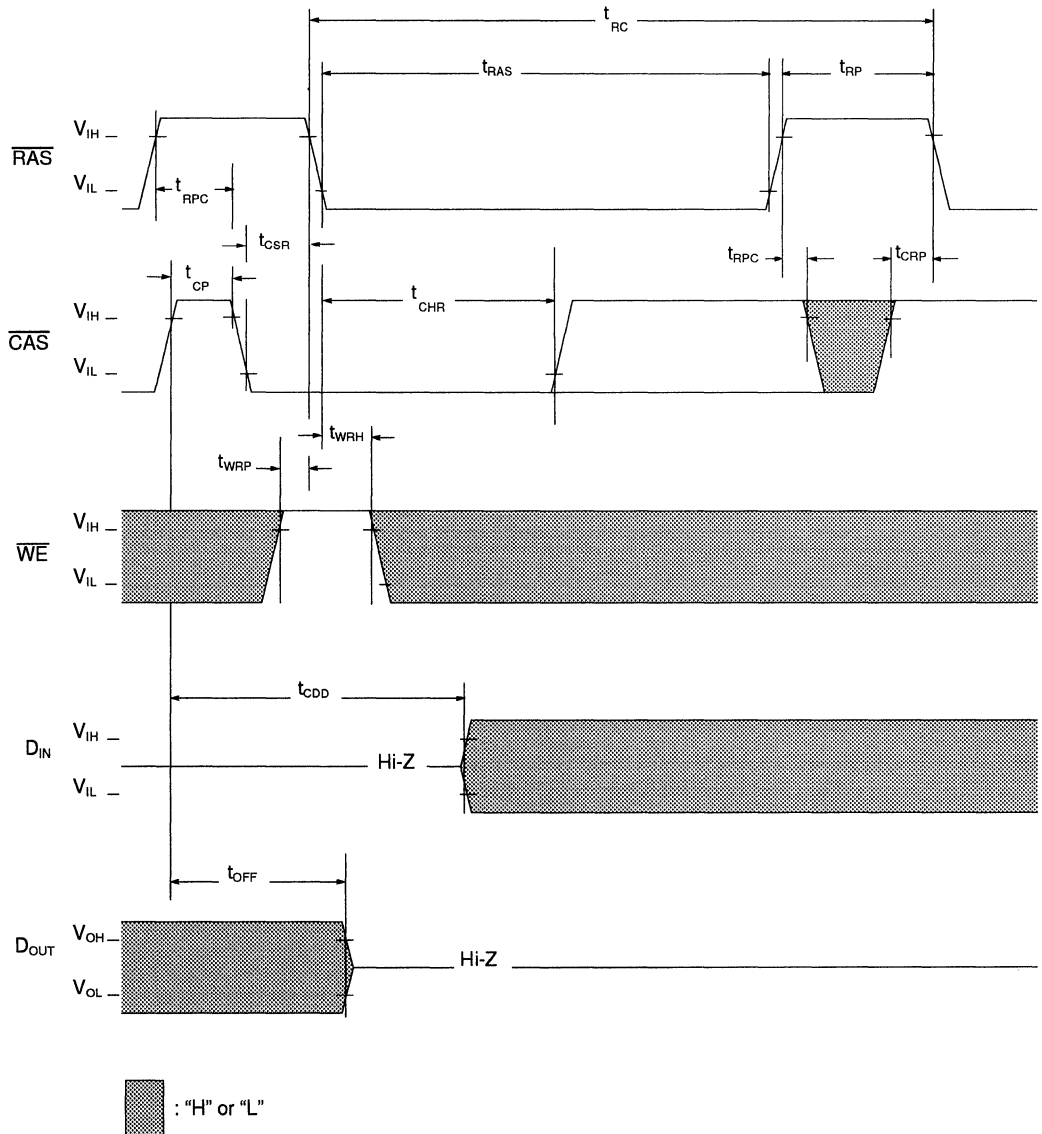 tRC
tRAS
tRP
RAS
VIH
VIL
tRPC
tCSR
tRPC
tCRP
tCP
tCHR
CAS
VIH
VIL
tWRH
tWRP
WE
VIH
VIL
tCDD
DIN
VIH
Hi-Z
VIL
tOFF
DOUT
VOH
Hi-Z
VOL
: “H” or “L”